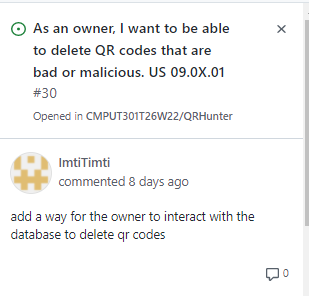 As an owner, I want to be able
to delete QR codes that are
bad or malicious. US 09.0X.01
#30
Opened in CMPUT301T26W22/QRHunter
ImtiTimti
commented 8 days ago
add a way for the owner to interact with the
database to delete qr codes
0